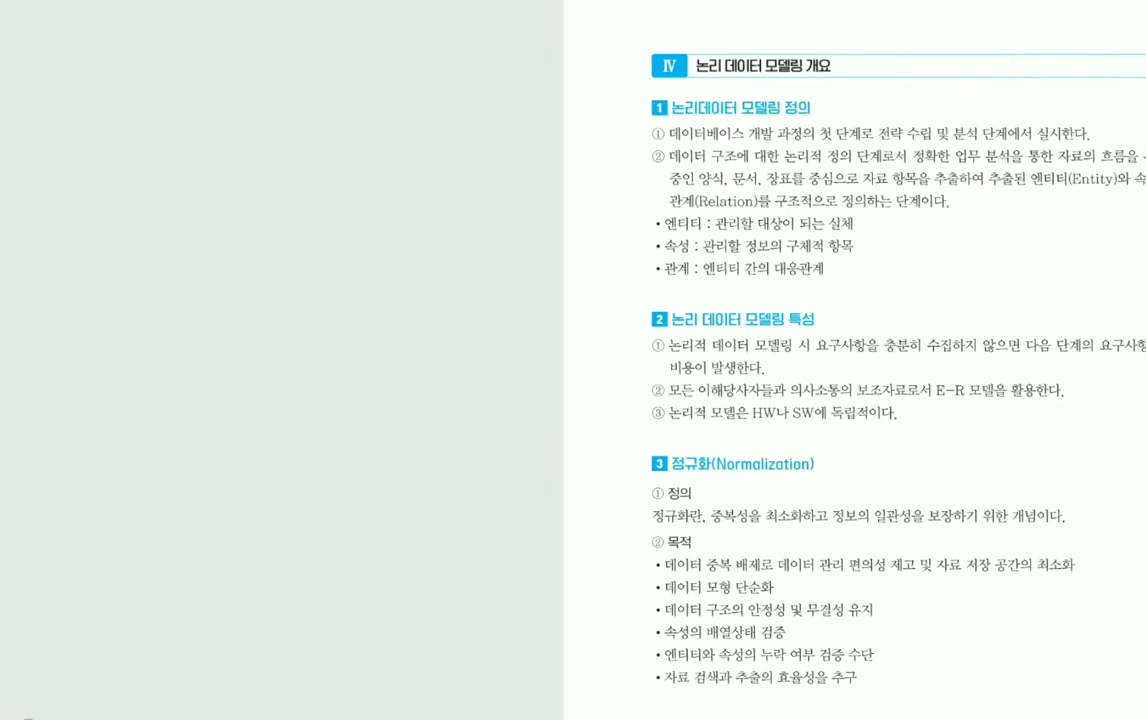 Ⅳ 논리 데이터 모델링 개요
1 논리데이터 모델링 정의
① 데이터베이스 개발 과정의 첫 단계로 전략 수립 및 분석 단계에서 실시한다.
② 데이터 구조에 대한 논리적 정의 단계로서 정확한 업무 분석을 통한 자료의 흐름을
중인 양식, 문서, 장표를 중심으로 자료 항목을 추출하여 추출된 엔티티(Entity)와 속
관계(Relation)를 구조적으로 정의하는 단계이다.
• 엔티티 : 관리할 대상이 되는 실체
• 속성 : 관리할 정보의 구체적 항목
• 관계 : 엔티티 간의 대응관계
2 논리 데이터 모델링 특성
① 논리적 데이터 모델링 시 요구사항을 충분히 수집하지 않으면 다음 단계의 요구사항
비용이 발생한다.
② 모든 이해당사자들과 의사소통의 보조자료로서 E-R 모델을 활용한다.
③ 논리적 모델은 HW나 SW에 독립적이다.
3 정규화(Normalization)
① 정의
정규화란, 중복성을 최소화하고 정보의 일관성을 보장하기 위한 개념이다.
② 목적
• 데이터 중복 배제로 데이터 관리 편의성 제고 및 자료 저장 공간의 최소화
• 데이터 모형 단순화
• 데이터 구조의 안정성 및 무결성 유지
• 속성의 배열상태 검증
• 엔티티와 속성의 누락 여부 검증 수단
• 자료 검색과 추출의 효율성을 추구